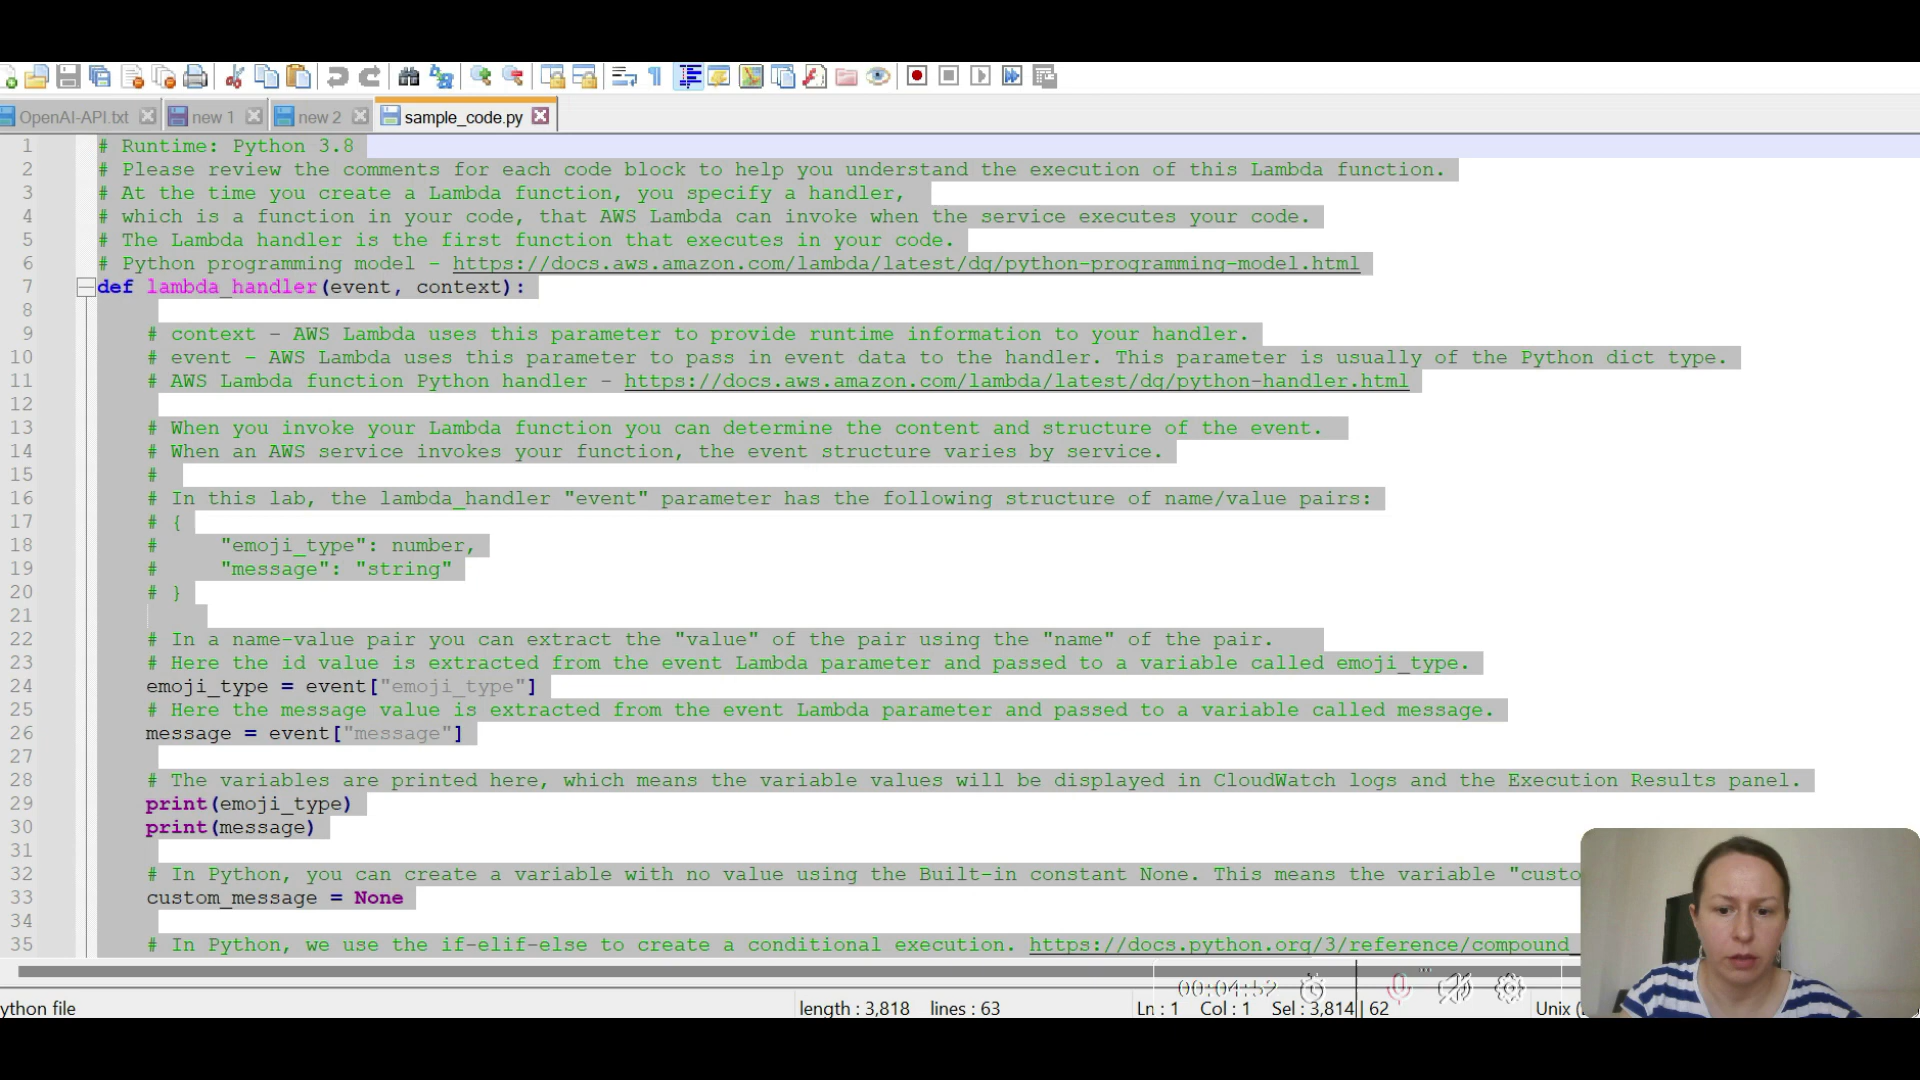 OpenAI-API.txt
new 1
new 2
sample_code.py
1 # Runtime: Python 3.8
2 # Please review the comments for each code block to help you understand the execution of this Lambda function.
3 # At the time you create a Lambda function, you specify a handler,
4 # which is a function in your code, that AWS Lambda can invoke when the service executes your code.
5 # The Lambda handler is the first function that executes in your code.
6 # Python programming model - https://docs.aws.amazon.com/lambda/latest/dg/python-programming-model.html
7 def lambda_handler(event, context):
8
9 # context - AWS Lambda uses this parameter to provide runtime information to your handler.
10 # event - AWS Lambda uses this parameter to pass in event data to the handler. This parameter is usually of the Python dict type.
11 # AWS Lambda function Python handler - https://docs.aws.amazon.com/lambda/latest/dg/python-handler.html
12
13 # When you invoke your Lambda function you can determine the content and structure of the event.
14 # When an AWS service invokes your function, the event structure varies by service.
15 #
16 # In this lab, the lambda_handler "event" parameter has the following structure of name/value pairs:
17 # {
18 #     "emoji_type": number,
19 #     "message": "string"
20 # }
21
22 # In a name-value pair you can extract the "value" of the pair using the "name" of the pair.
23 # Here the id value is extracted from the event Lambda parameter and passed to a variable called emoji_type.
24 emoji_type = event["emoji_type"]
25 # Here the message value is extracted from the event Lambda parameter and passed to a variable called message.
26 message = event["message"]
27
28 # The variables are printed here, which means the variable values will be displayed in CloudWatch logs and the Execution Results panel.
29 print(emoji_type)
30 print(message)
31
32 # In Python, you can create a variable with no value using the Built-in constant None. This means the variable "custo
33 custom_message = None
34
35 # In Python, we use the if-elif-else to create a conditional execution. https://docs.python.org/3/reference/compound_
00:04:52
ython file
length : 3,818 lines : 63
Ln : 1 Col : 1 Sel : 3,814 | 62
Unix (